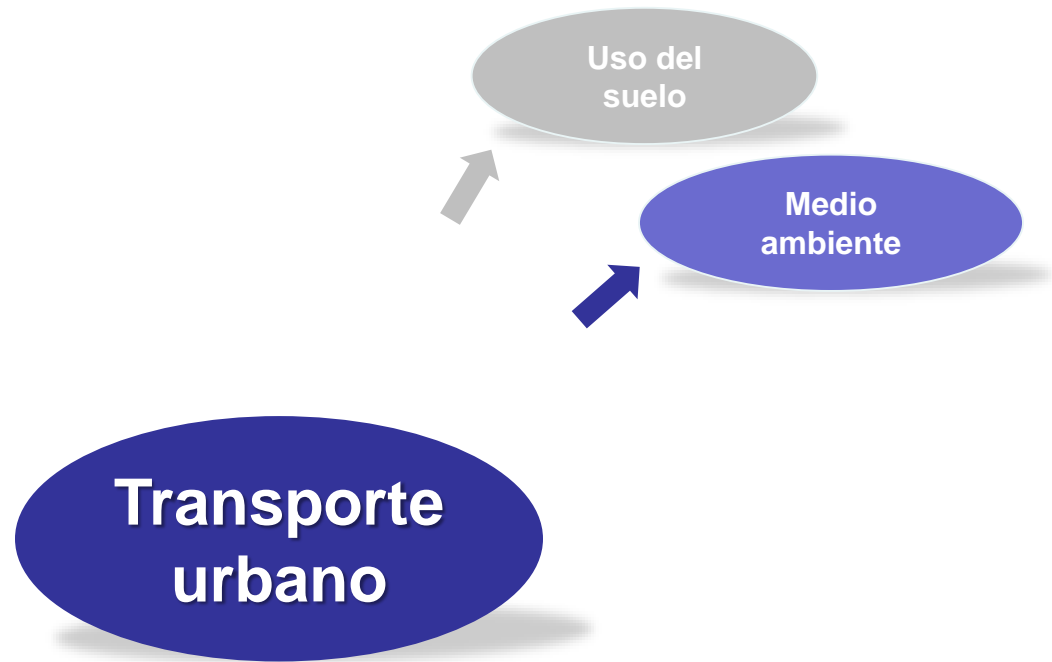 Uso del
suelo
Medio
ambiente
Transporte
urbano